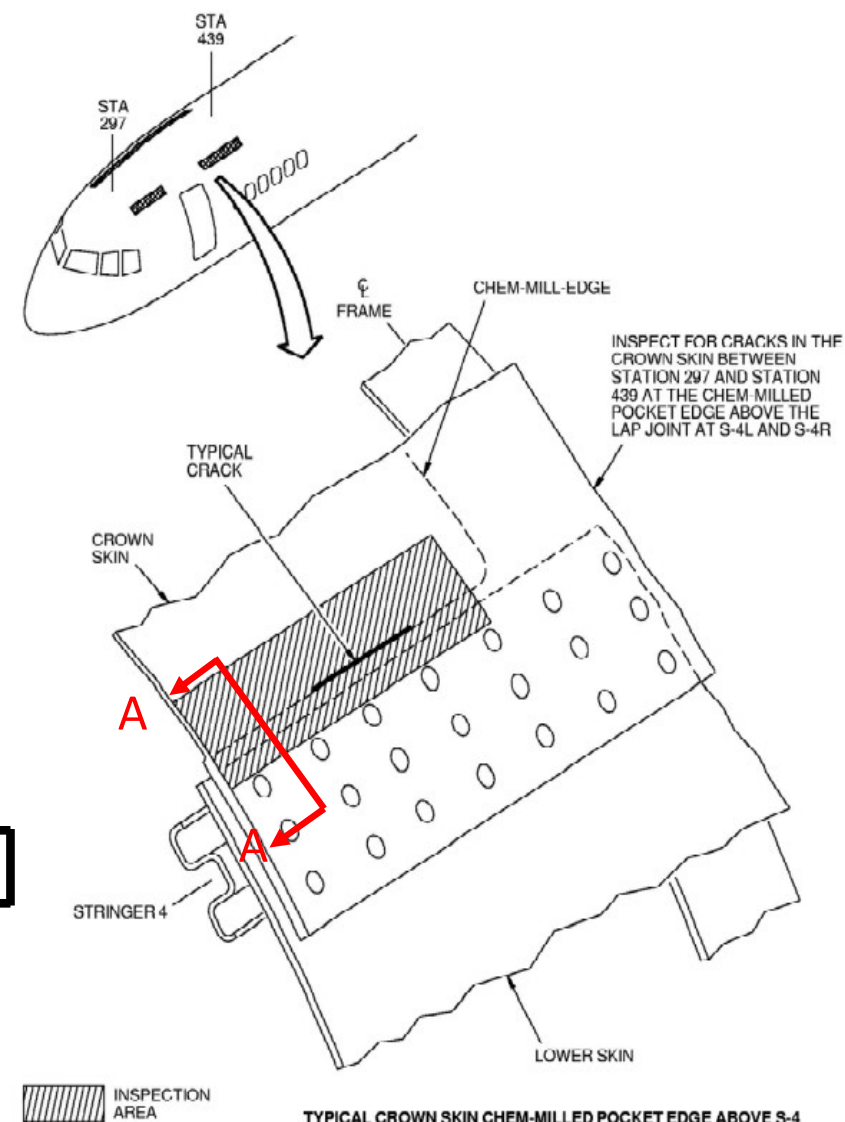 STA
439
STA
297
℄
FRAME
CHEM-MILL-EDGE
INSPECT FOR CRACKS IN THE
CROWN SKIN BETWEEN
STATION 297 AND STATION
439 AT THE CHEM-MILLED
POCKET EDGE ABOVE THE
LAP JOINT AT S-4L AND S-4R
TYPICAL
CRACK
CROWN
SKIN
A
A
STRINGER 4
LOWER SKIN
INSPECTION
AREA
TYPICAL CROWN SKIN CHEM-MILLED POCKET EDGE ABOVE S-4